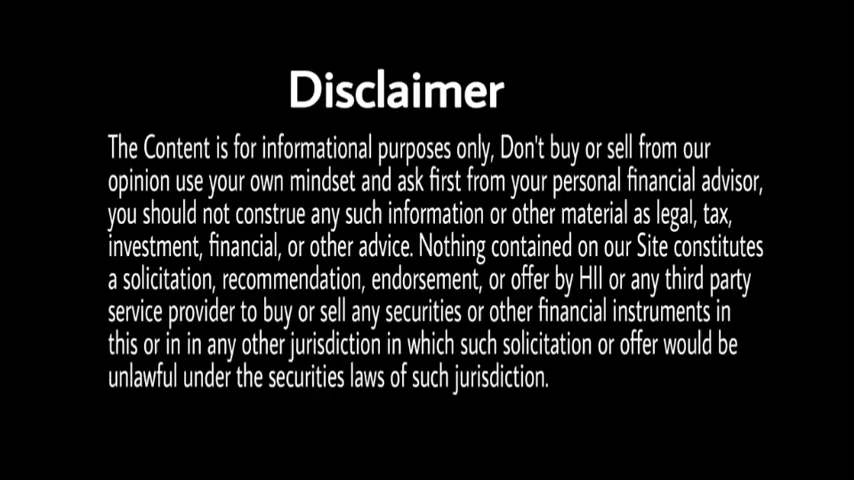 Disclaimer
The Content is for informational purposes only, Don't buy or sell from our
opinion use your own mindset and ask first from your personal financial advisor,
you should not construe any such information or other material as legal, tax,
investment, financial, or other advice. Nothing contained on our Site constitutes
a solicitation, recommendation, endorsement, or offer by HII or any third party
service provider to buy or sell any securities or other financial instruments in
this or in in any other jurisdiction in which such solicitation or offer would be
unlawful under the securities laws of such jurisdiction.